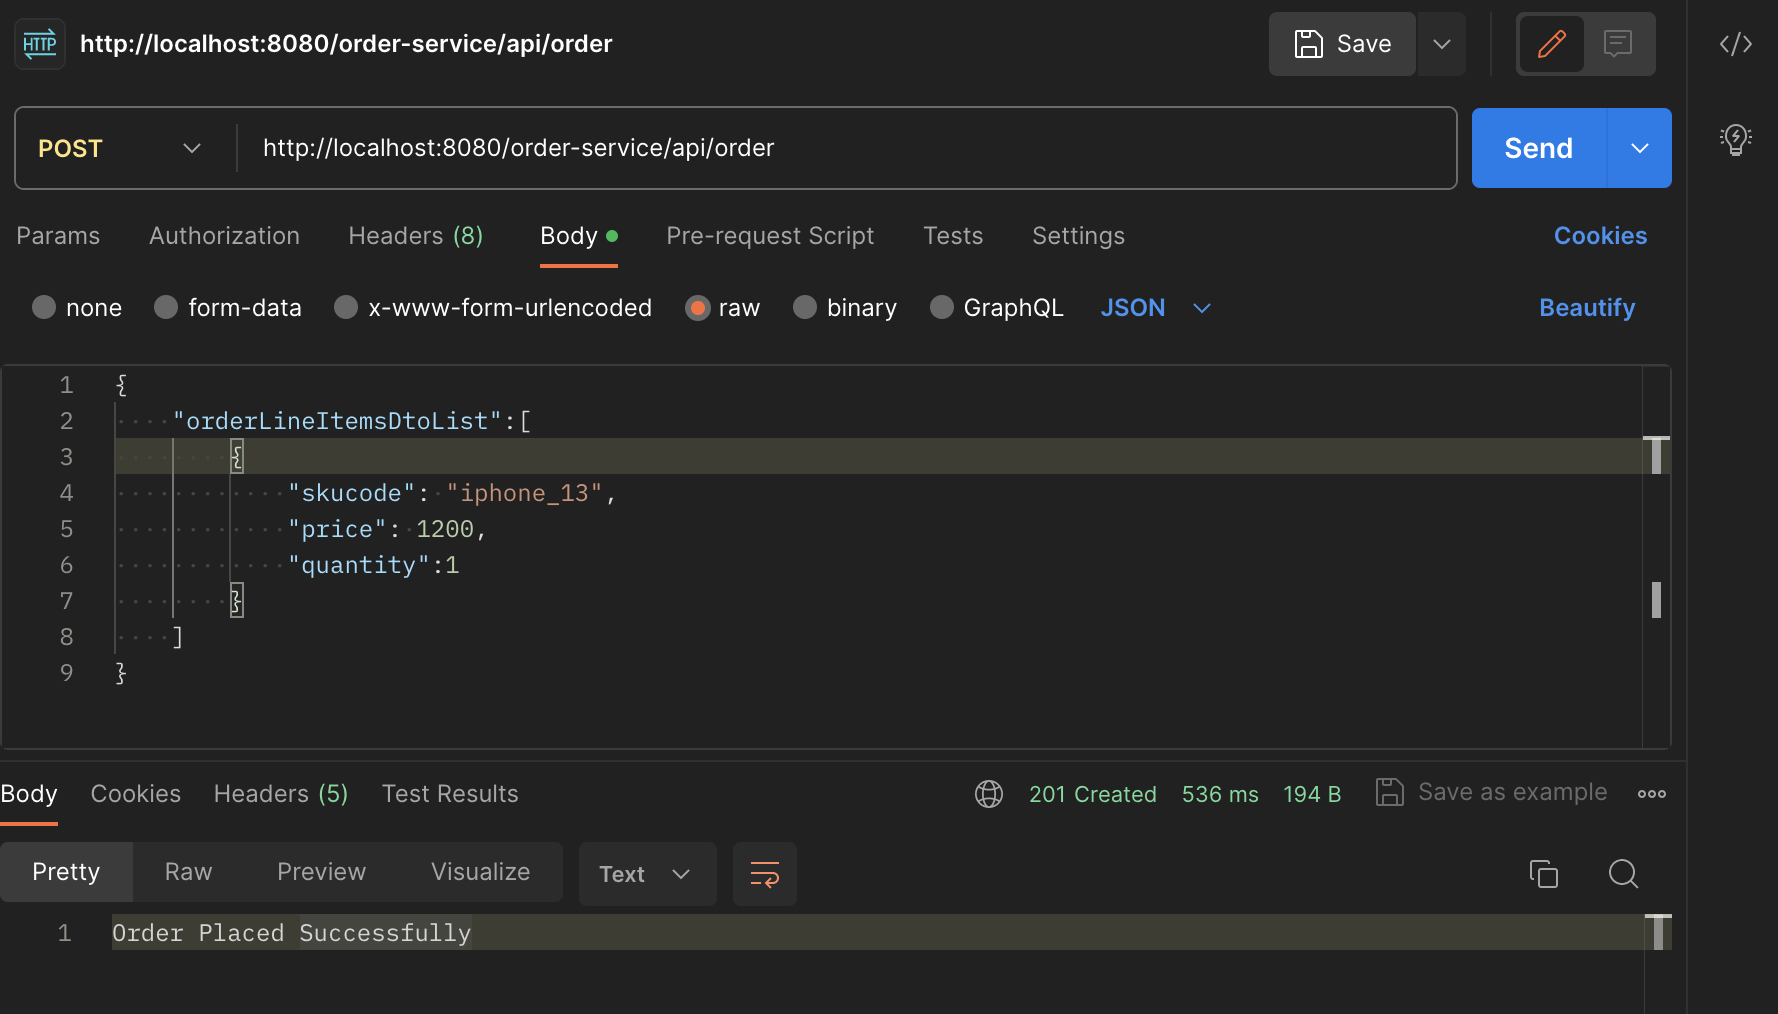 HTTP http://localhost:8080/order-service/api/order Save
POST http://localhost:8080/order-service/api/order Send
Params Authorization Headers (8) Body Pre-request Script Tests Settings Cookies
none form-data x-www-form-urlencoded raw binary GraphQL JSON Beautify
1 {
2 "orderLineItemsDtoList":[
3 {
4 "skucode": "iphone_13",
5 "price": 1200,
6 "quantity":1
7 }
8 ]
9 }
Body Cookies Headers (5) Test Results 201 Created 536 ms 194 B Save as example
Pretty Raw Preview Visualize Text
1 Order Placed Successfully